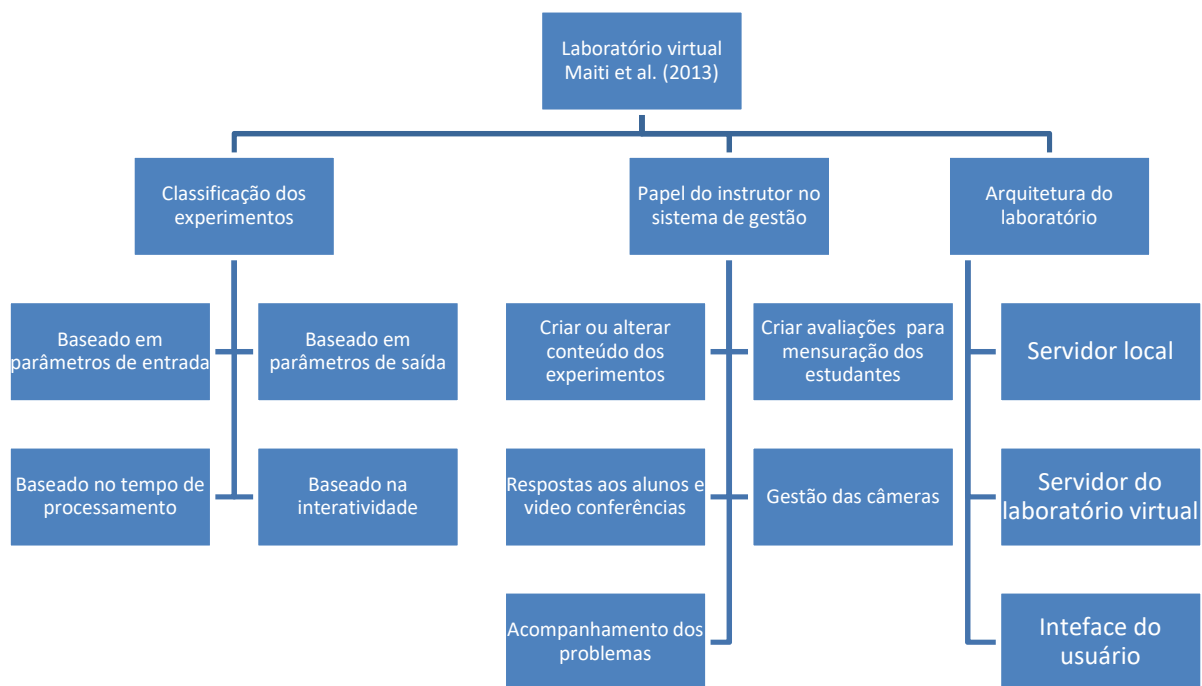 Laboratório virtual
Maiti et al. (2013)
Classificação dos
experimentos
Papel do instrutor no
sistema de gestão
Arquitetura do
laboratório
Baseado em
parâmetros de entrada
Baseado em
parâmetros de saída
Criar ou alterar
conteúdo dos
experimentos
Criar avaliações para
mensuração dos
estudantes
Servidor local
Baseado no tempo de
processamento
Baseado na
interatividade
Respostas aos alunos e
video conferências
Gestão das câmeras
Servidor do
laboratório virtual
Acompanhamento dos
problemas
Inteface do
usuário